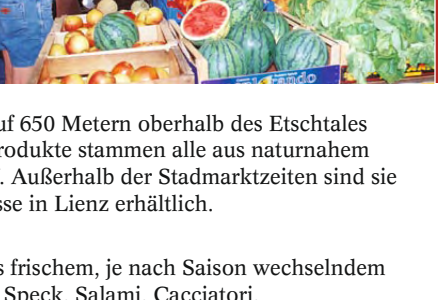 rando
uf 650 Metern oberhalb des Etschtales
rodukte stammen alle aus naturnahem
. Außerhalb der Stadmarktzeiten sind sie
sse in Lienz erhältlich.
s frischem, je nach Saison wechselndem
Speck, Salami, Cacciatori